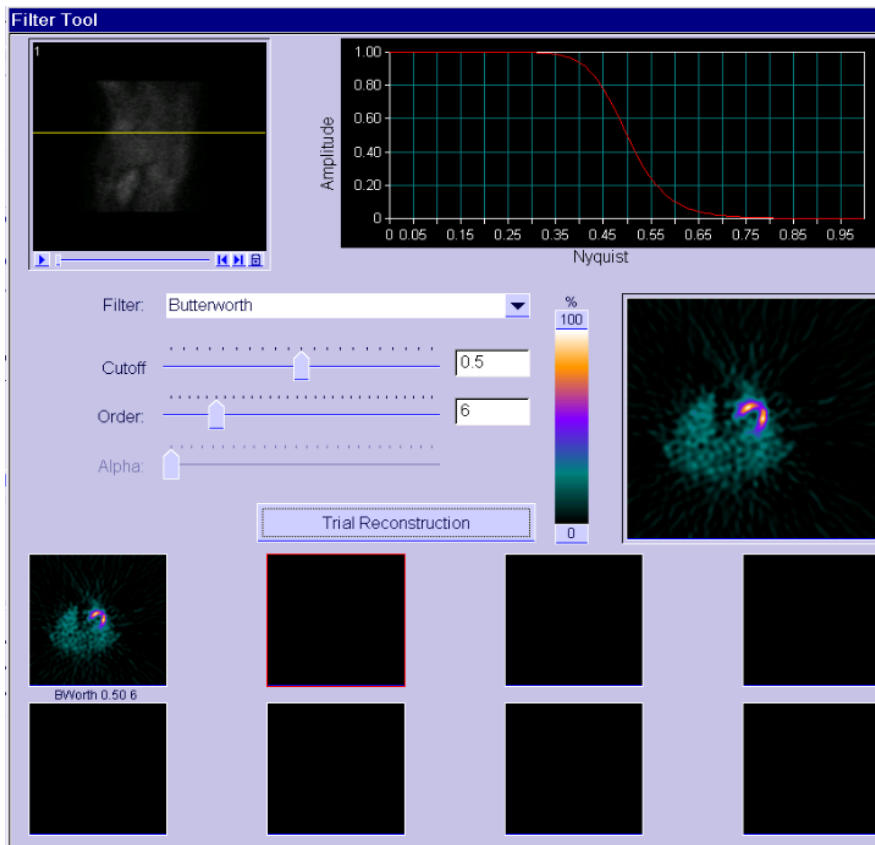 Filter Tool
1
1.00
0.80
0.60
0.40
0.20
0
Amplitude
0 0.05 0.15 0.25 0.35 0.45 0.55 0.65 0.75 0.85 0.95
Nyquist
Filter: Butterworth
%
100
Cutoff 0.5
Order: 6
Alpha:
Trial Reconstruction
0
BWorth 0.50 6